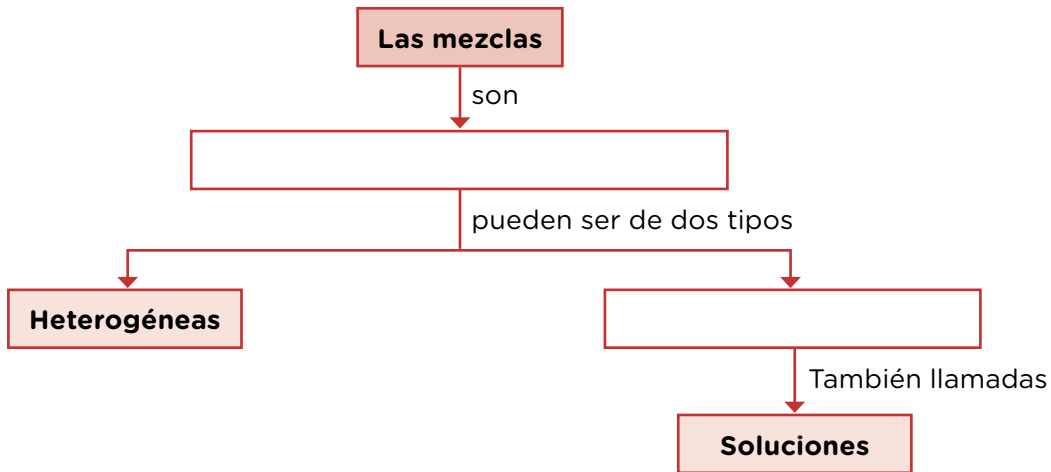 Las mezclas
son
pueden ser de dos tipos
Heterogéneas
También llamadas
Soluciones